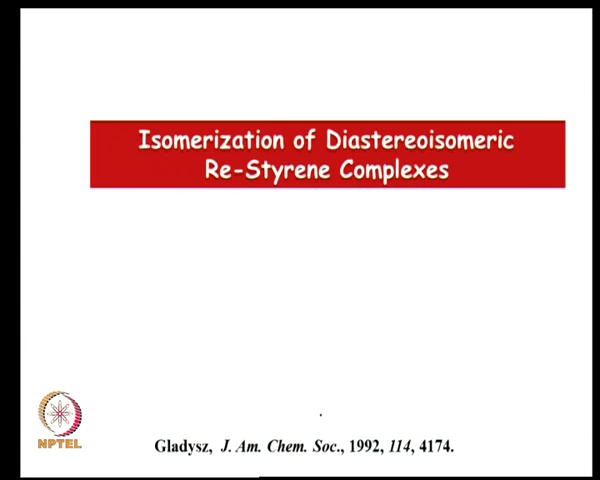 Isomerization of Diastereoisomeric
Re-Styrene Complexes
NPTEL
Gladysz, J. Am. Chem. Soc., 1992, 114, 4174.